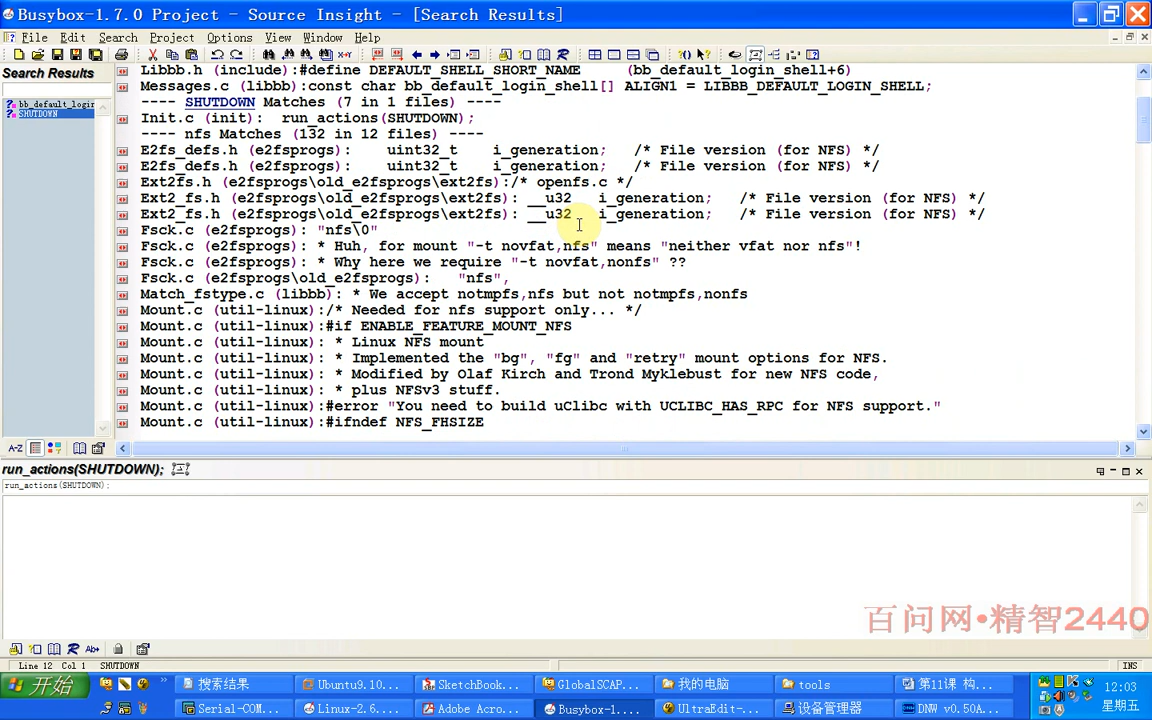 Busybox-1.7.0 Project - Source Insight - [Search Results]
File Edit Search Project Options View Window Help
Search Results
bb_default_login
SHUTDOWN
Libbb.h (include):#define DEFAULT_SHELL_SHORT_NAME (bb_default_login_shell+6)
Messages.c (libbb):const char bb_default_login_shell[] ALIGN1 = LIBBB_DEFAULT_LOGIN_SHELL;
---- SHUTDOWN Matches (7 in 1 files) ----
Init.c (init): run_actions(SHUTDOWN);
---- nfs Matches (132 in 12 files) ----
E2fs_defs.h (e2fsprogs): uint32_t i_generation; /* File version (for NFS) */
E2fs_defs.h (e2fsprogs): uint32_t i_generation; /* File version (for NFS) */
Ext2fs.h (e2fsprogs\old_e2fsprogs\ext2fs):/* openfs.c */
Ext2_fs.h (e2fsprogs\old_e2fsprogs\ext2fs): __u32 i_generation; /* File version (for NFS) */
Ext2_fs.h (e2fsprogs\old_e2fsprogs\ext2fs): __u32 i_generation; /* File version (for NFS) */
Fsck.c (e2fsprogs): "nfs\0"
Fsck.c (e2fsprogs): * Huh, for mount "-t novfat,nfs" means "neither vfat nor nfs"!
Fsck.c (e2fsprogs): * Why here we require "-t novfat,nonfs" ??
Fsck.c (e2fsprogs\old_e2fsprogs): "nfs",
Match_fstype.c (libbb): * We accept notmpfs,nfs but not notmpfs,nonfs
Mount.c (util-linux):/* Needed for nfs support only... */
Mount.c (util-linux):#if ENABLE_FEATURE_MOUNT_NFS
Mount.c (util-linux): * Linux NFS mount
Mount.c (util-linux): * Implemented the "bg", "fg" and "retry" mount options for NFS.
Mount.c (util-linux): * Modified by Olaf Kirch and Trond Myklebust for new NFS code,
Mount.c (util-linux): * plus NFSv3 stuff.
Mount.c (util-linux):#error "You need to build uClibc with UCLIBC_HAS_RPC for NFS support."
Mount.c (util-linux):#ifndef NFS_FHSIZE
A-Z
run_actions(SHUTDOWN);
run_actions(SHUTDOWN);
百问网•精智2440
Line 12 Col 1 SHUTDOWN
INS
开始
搜索结果
Ubuntu9.10...
SketchBook...
GlobalSCAP...
我的电脑
tools
第11课 构...
12:03
Serial-COM...
Linux-2.6....
Adobe Acro...
Busybox-1....
UltraEdit-...
设备管理器
DNW v0.50A...
星期五